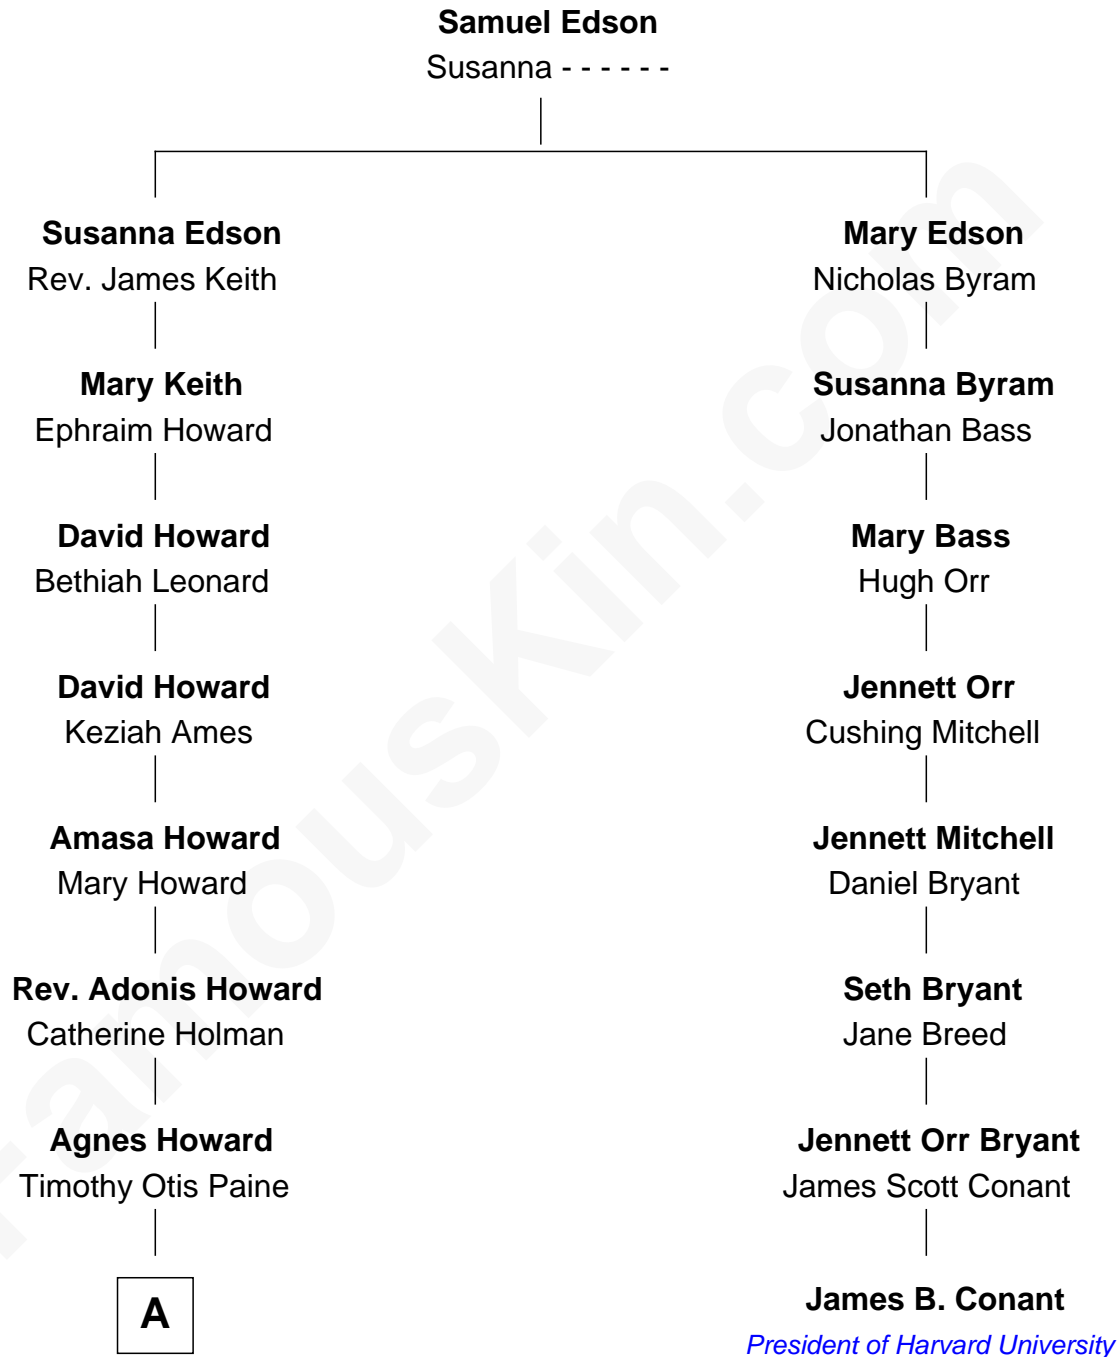 Samuel Edson
Susanna - - - - - -
Susanna Edson
Rev. James Keith
Mary Edson
Nicholas Byram
Mary Keith
Ephraim Howard
Susanna Byram
Jonathan Bass
David Howard
Bethiah Leonard
Mary Bass
Hugh Orr
David Howard
Keziah Ames
Jennett Orr
Cushing Mitchell
Amasa Howard
Mary Howard
Jennett Mitchell
Daniel Bryant
Rev. Adonis Howard
Catherine Holman
Seth Bryant
Jane Breed
Agnes Howard
Timothy Otis Paine
Jennett Orr Bryant
James Scott Conant
A
James B. Conant
President of Harvard University
FamousKin.com